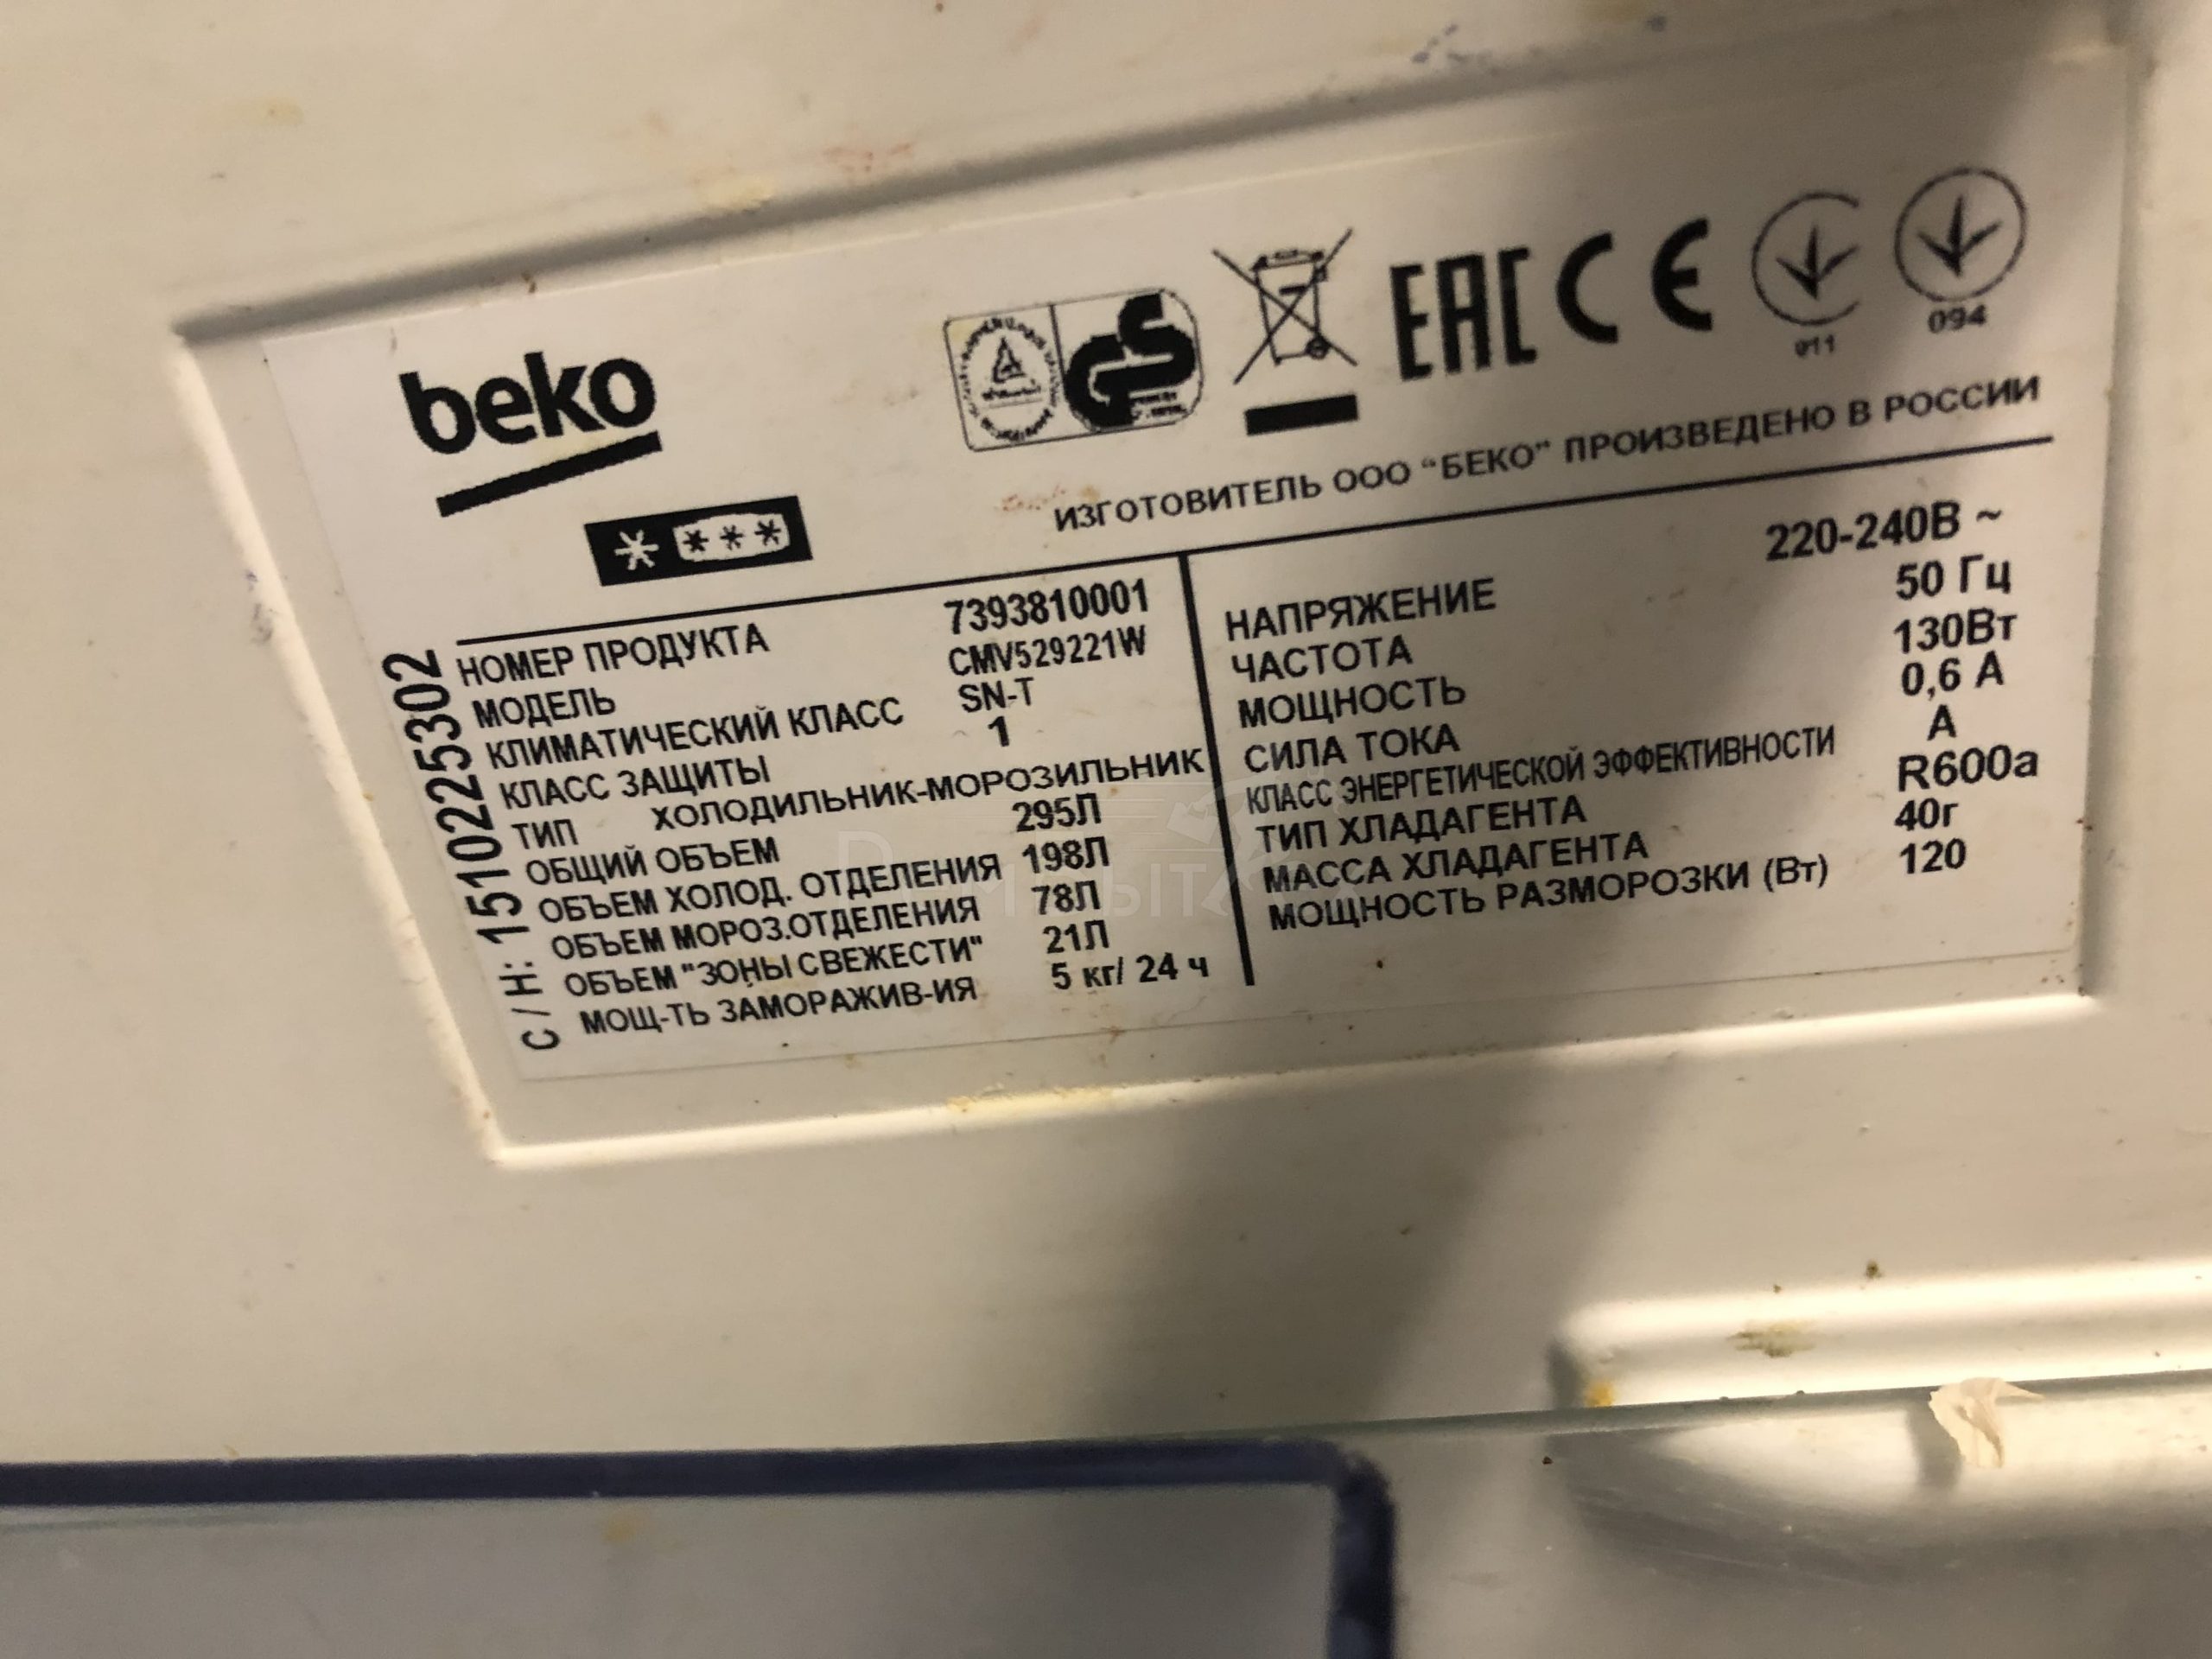 beko
EAC CE
011
094
ИЗГОТОВИТЕЛЬ ООО "БЕКО" ПРОИЗВЕДЕНО В РОССИИ
С/Н: 1510225302
НОМЕР ПРОДУКТА 7393810001
МОДЕЛЬ CMV529221W
КЛИМАТИЧЕСКИЙ КЛАСС SN-T
КЛАСС ЗАЩИТЫ 1
ТИП ХОЛОДИЛЬНИК-МОРОЗИЛЬНИК
ОБЩИЙ ОБЪЕМ 295Л
ОБЪЕМ ХОЛОД. ОТДЕЛЕНИЯ 198Л
ОБЪЕМ МОРОЗ.ОТДЕЛЕНИЯ 78Л
ОБЪЕМ "ЗОНЫ СВЕЖЕСТИ" 21Л
МОЩ-ТЬ ЗАМОРАЖИВ-ИЯ 5 кг/ 24 ч
НАПРЯЖЕНИЕ 220-240В ~
ЧАСТОТА 50 Гц
МОЩНОСТЬ 130Вт
СИЛА ТОКА 0,6 А
КЛАСС ЭНЕРГЕТИЧЕСКОЙ ЭФФЕКТИВНОСТИ А
ТИП ХЛАДАГЕНТА R600a
МАССА ХЛАДАГЕНТА 40г
МОЩНОСТЬ РАЗМОРОЗКИ (Вт) 120